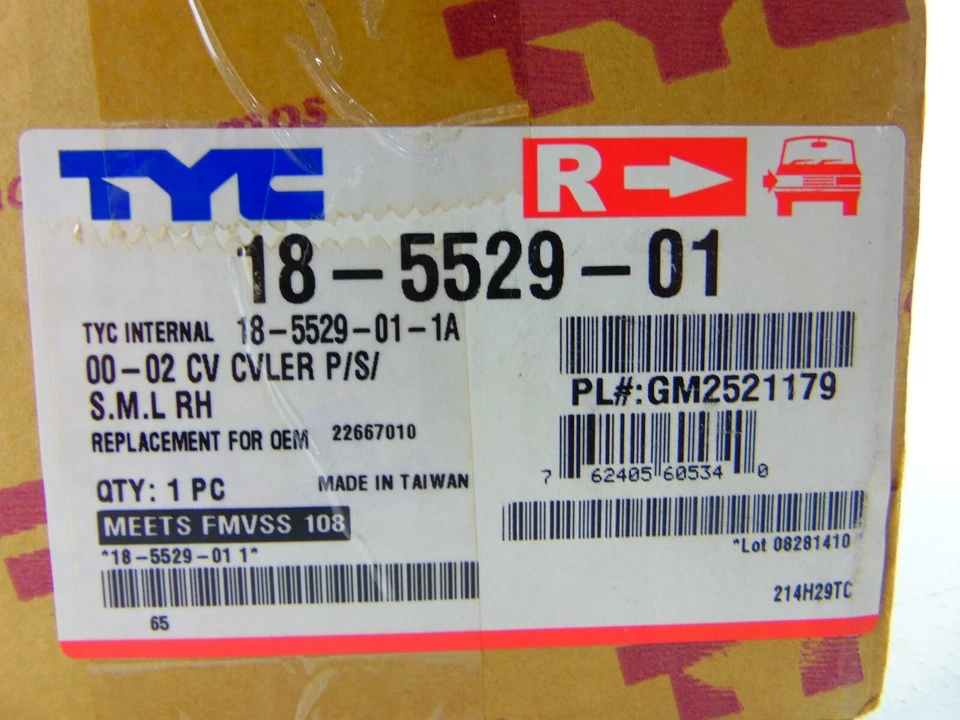 TYC
R
18-5529-01
TYC INTERNAL 18-5529-01-1A
00-02 CV CVLER P/S/
S.M.L RH
REPLACEMENT FOR OEM 22667010
QTY: 1 PC MADE IN TAIWAN
MEETS FMVSS 108
*18-5529-01 1*
65
PL#:GM2521179
7 62405 60534 0
*Lot 08281410
214H29TC